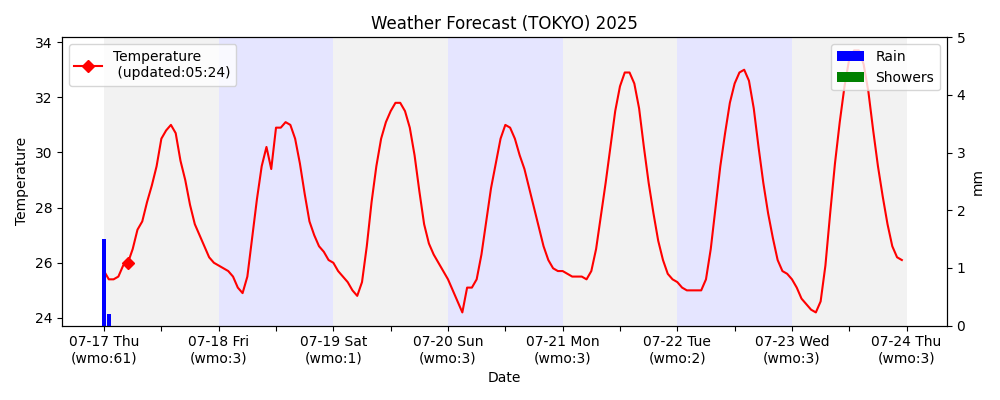 Weather Forecast (TOKYO) 2025
Temperature
(updated:05:24)
Rain
Showers
34
32
30
28
26
24
Temperature
5
4
3
2
1
0
mm
07-17 Thu
(wmo:61)
07-18 Fri
(wmo:3)
07-19 Sat
(wmo:1)
07-20 Sun
(wmo:3)
07-21 Mon
(wmo:3)
07-22 Tue
(wmo:2)
07-23 Wed
(wmo:3)
07-24 Thu
(wmo:3)
Date